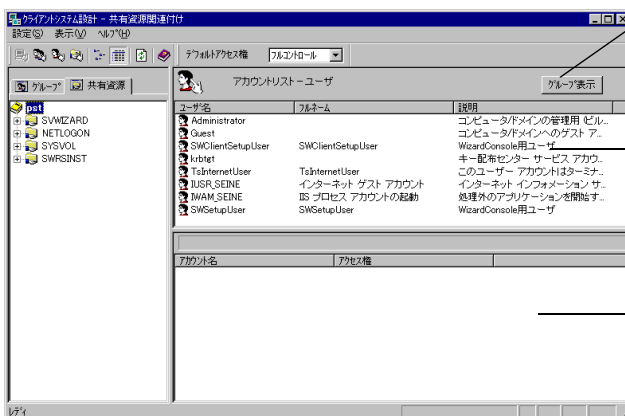 クライアントシステム設計 - 共有資源関連付け
設定(S) 表示(V) ヘルプ(H)
デフォルトアクセス権 フルコントロール
グループ 共有資源
アカウントリスト - ユーザ グループ表示
pst
SVWIZARD
NETLOGON
SYSVOL
SWRSINST
ユーザ名 フルネーム 説明
Administrator コンピュータ/ドメインの管理用 (ビル...
Guest コンピュータ/ドメインへのゲスト ア...
SWClientSetupUser SWClientSetupUser WizardConsole用ユーザ
krbtgt キー配布センター サービス アカウ...
TsInternetUser TsInternetUser このユーザー アカウントはターミナ...
IUSR_SEINE インターネット ゲスト アカウント インターネット インフォメーション サ...
IWAM_SEINE IIS プロセス アカウントの起動 処理外のアプリケーションを開始す...
SWSetupUser SWSetupUser WizardConsole用ユーザ
アカウント名 アクセス権
レディ